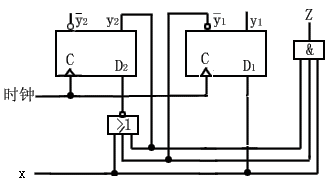 ȳ₂ y₂ ȳ₁ y₁ Z
C D₂ C D₁ &
时钟
≥1
x